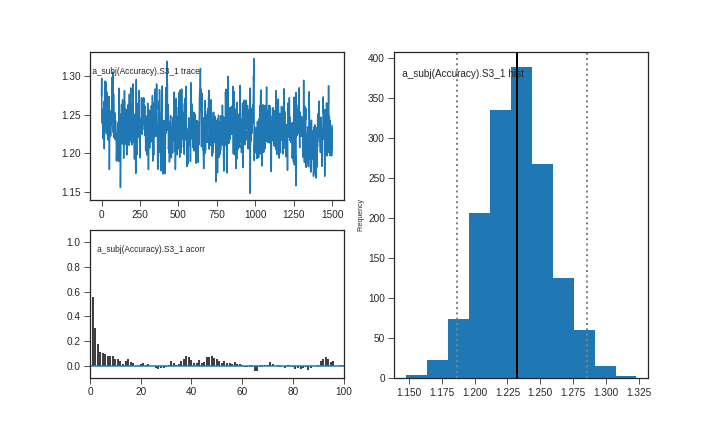 a_subj(Accuracy).S3_1 trace
1.30
1.25
1.20
1.15
0 250 500 750 1000 1250 1500
a_subj(Accuracy).S3_1 acorr
1.0
0.8
0.6
0.4
0.2
0.0
0 20 40 60 80 100
a_subj(Accuracy).S3_1 hist
Frequency
400
350
300
250
200
150
100
50
0
1.150 1.175 1.200 1.225 1.250 1.275 1.300 1.325